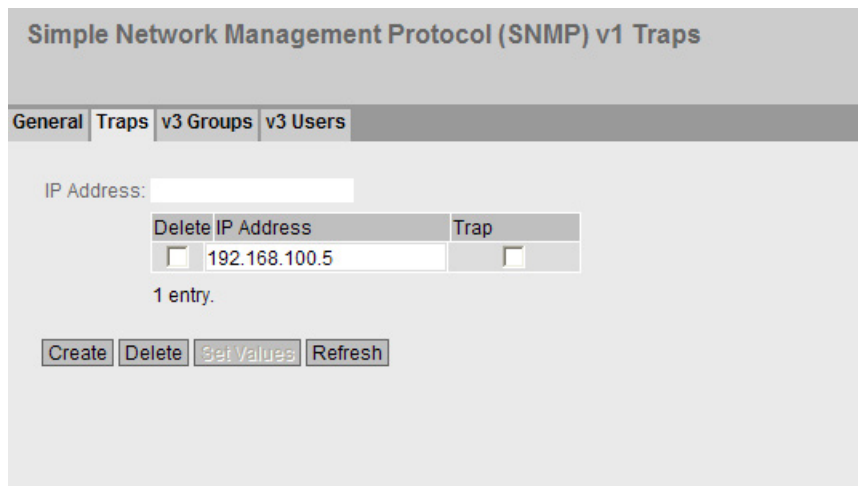 Simple Network Management Protocol (SNMP) v1 Traps
General Traps v3 Groups v3 Users
IP Address:
Delete IP Address Trap
192.168.100.5
1 entry.
Create Delete Set Values Refresh